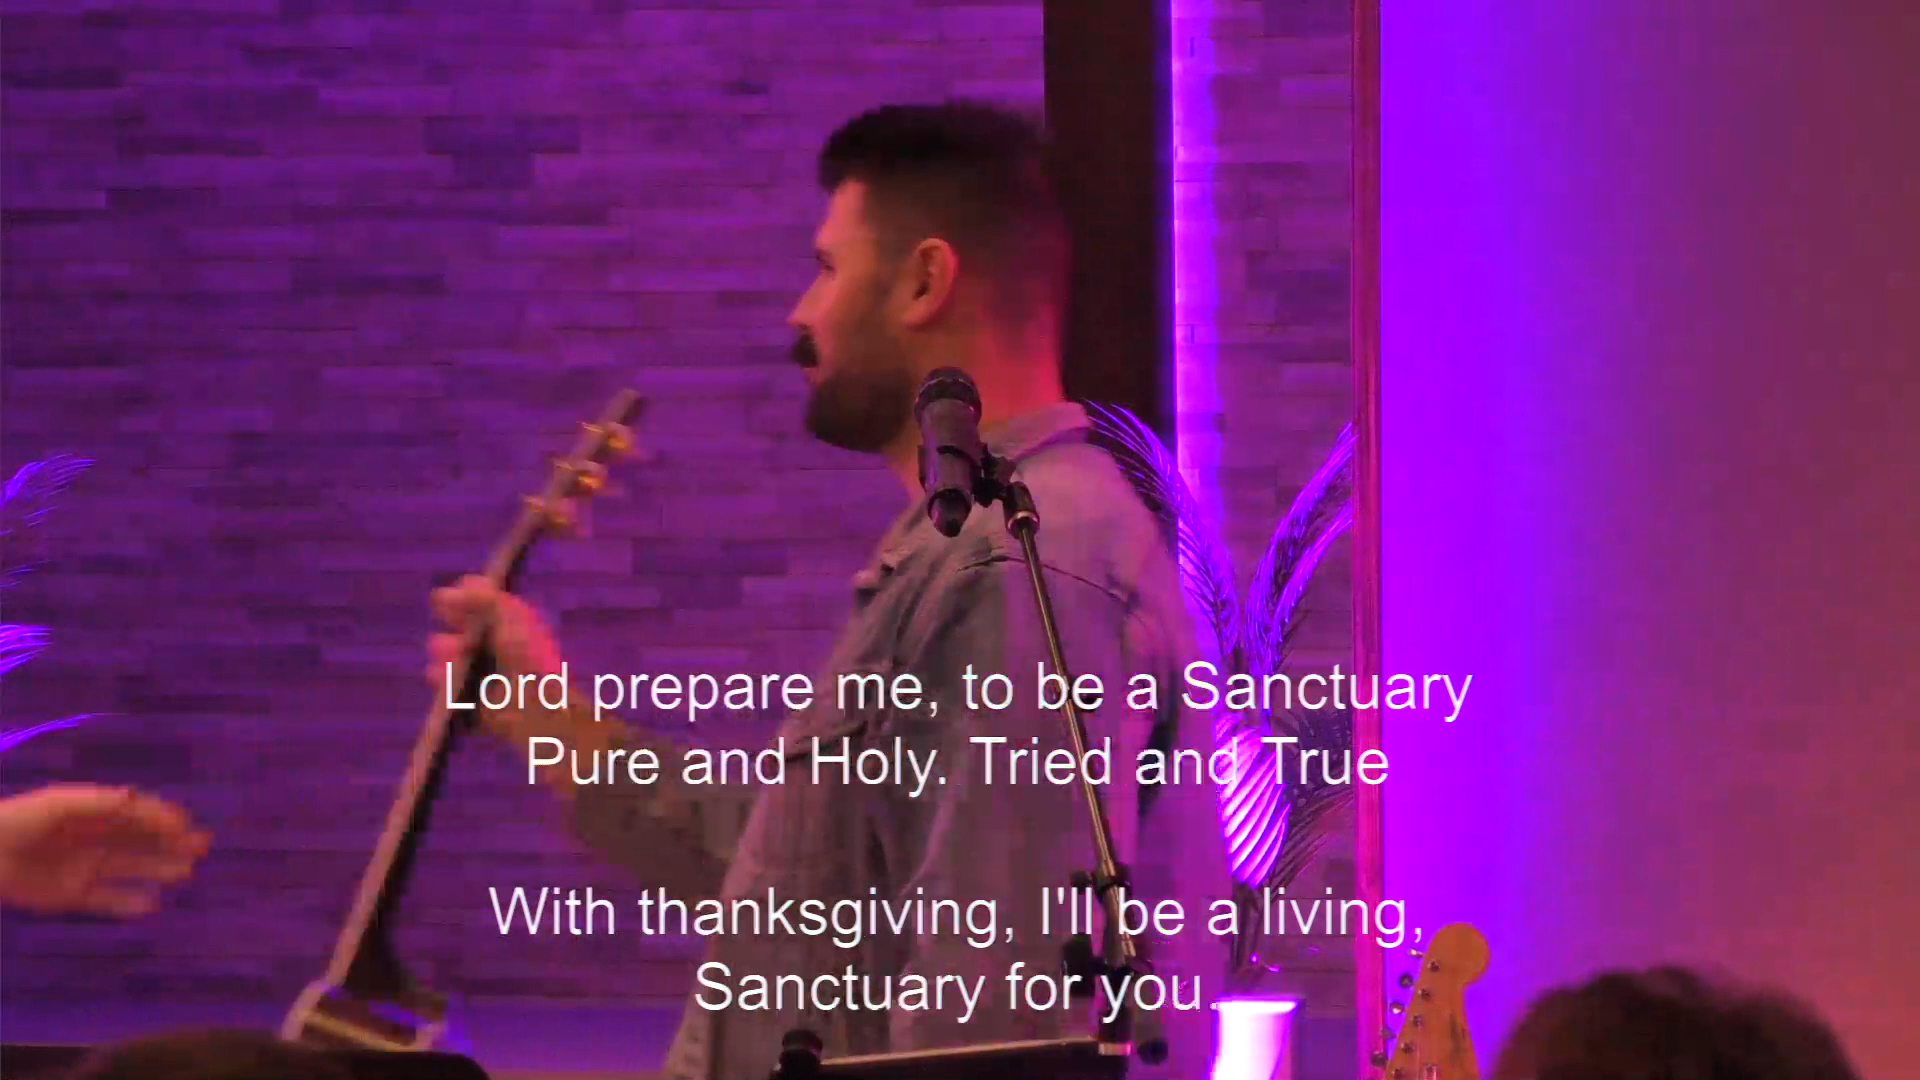 Lord prepare me, to be a Sanctuary
Pure and Holy. Tried and True
With thanksgiving, I'll be a living,
Sanctuary for you.